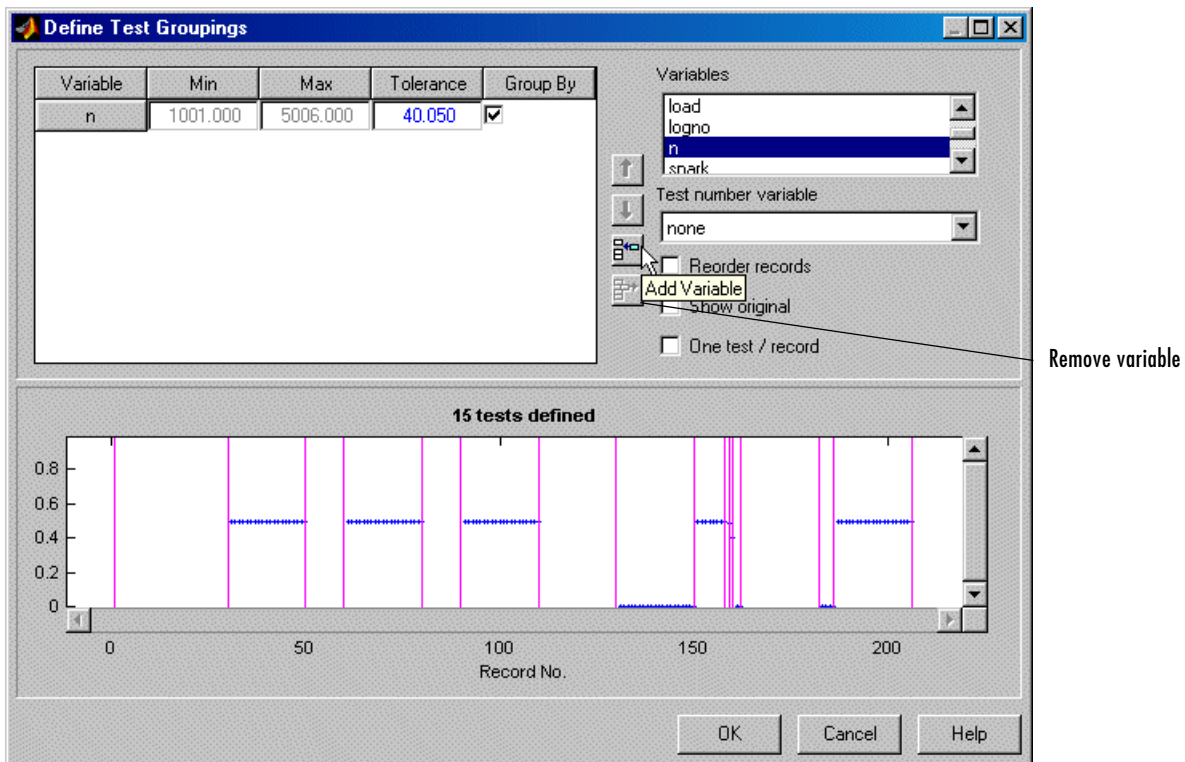 Define Test Groupings
Variable Min Max Tolerance Group By
n 1001.000 5006.000 40.050
Variables
load
logno
n
spark
Test number variable
none
Reorder records
Add Variable
Show original
One test / record
Remove variable
15 tests defined
0.8
0.6
0.4
0.2
0
0 50 100 150 200
Record No.
OK Cancel Help